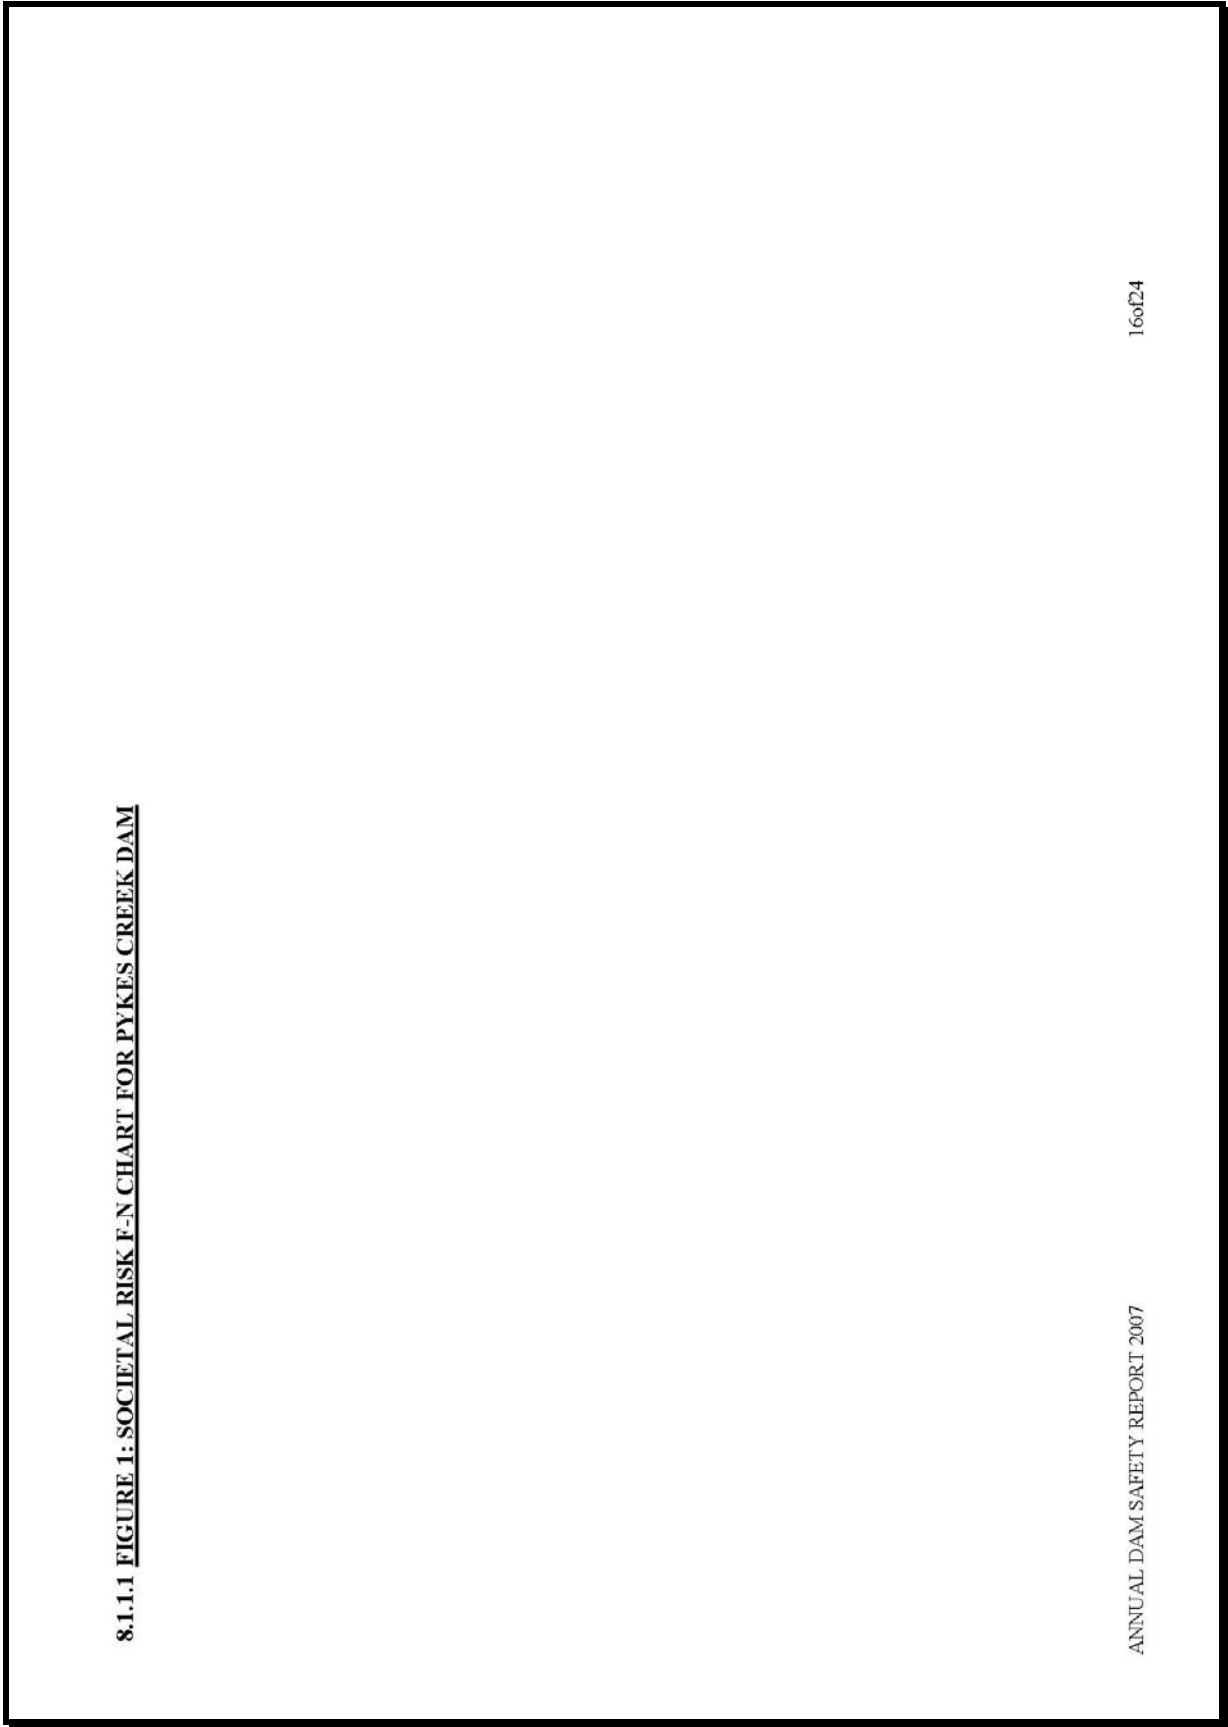 8.1.1.1 FIGURE 1: SOCIETAL RISK F-N CHART FOR PYKES CREEK DAM
ANNUAL DAM SAFETY REPORT 2007
16of24